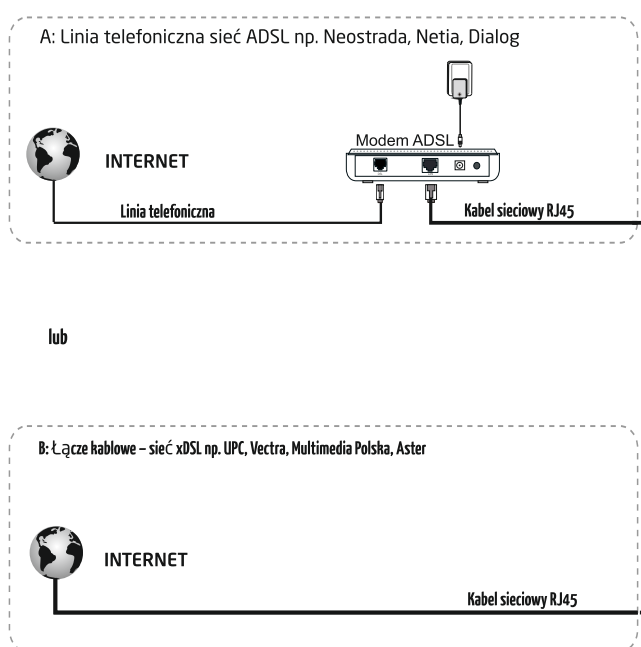 A: Linia telefoniczna sieć ADSL np. Neostrada, Netia, Dialog
Modem ADSL
INTERNET
Linia telefoniczna
Kabel sieciowy RJ45
lub
B: Łącze kablowe – sieć xDSL np. UPC, Vectra, Multimedia Polska, Aster
INTERNET
Kabel sieciowy RJ45